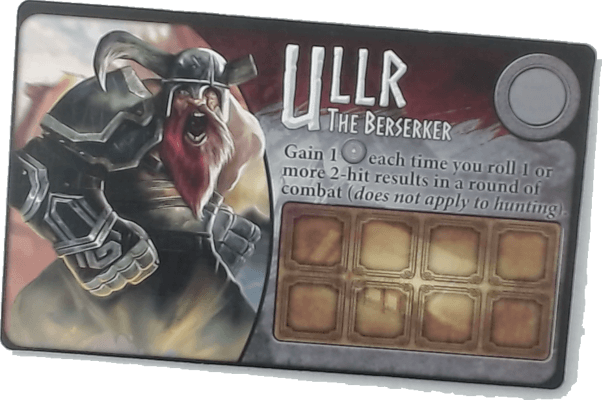 ULLR
THE BERSERKER
Gain 1 each time you roll 1 or
more 2-hit results in a round of
combat (does not apply to hunting).